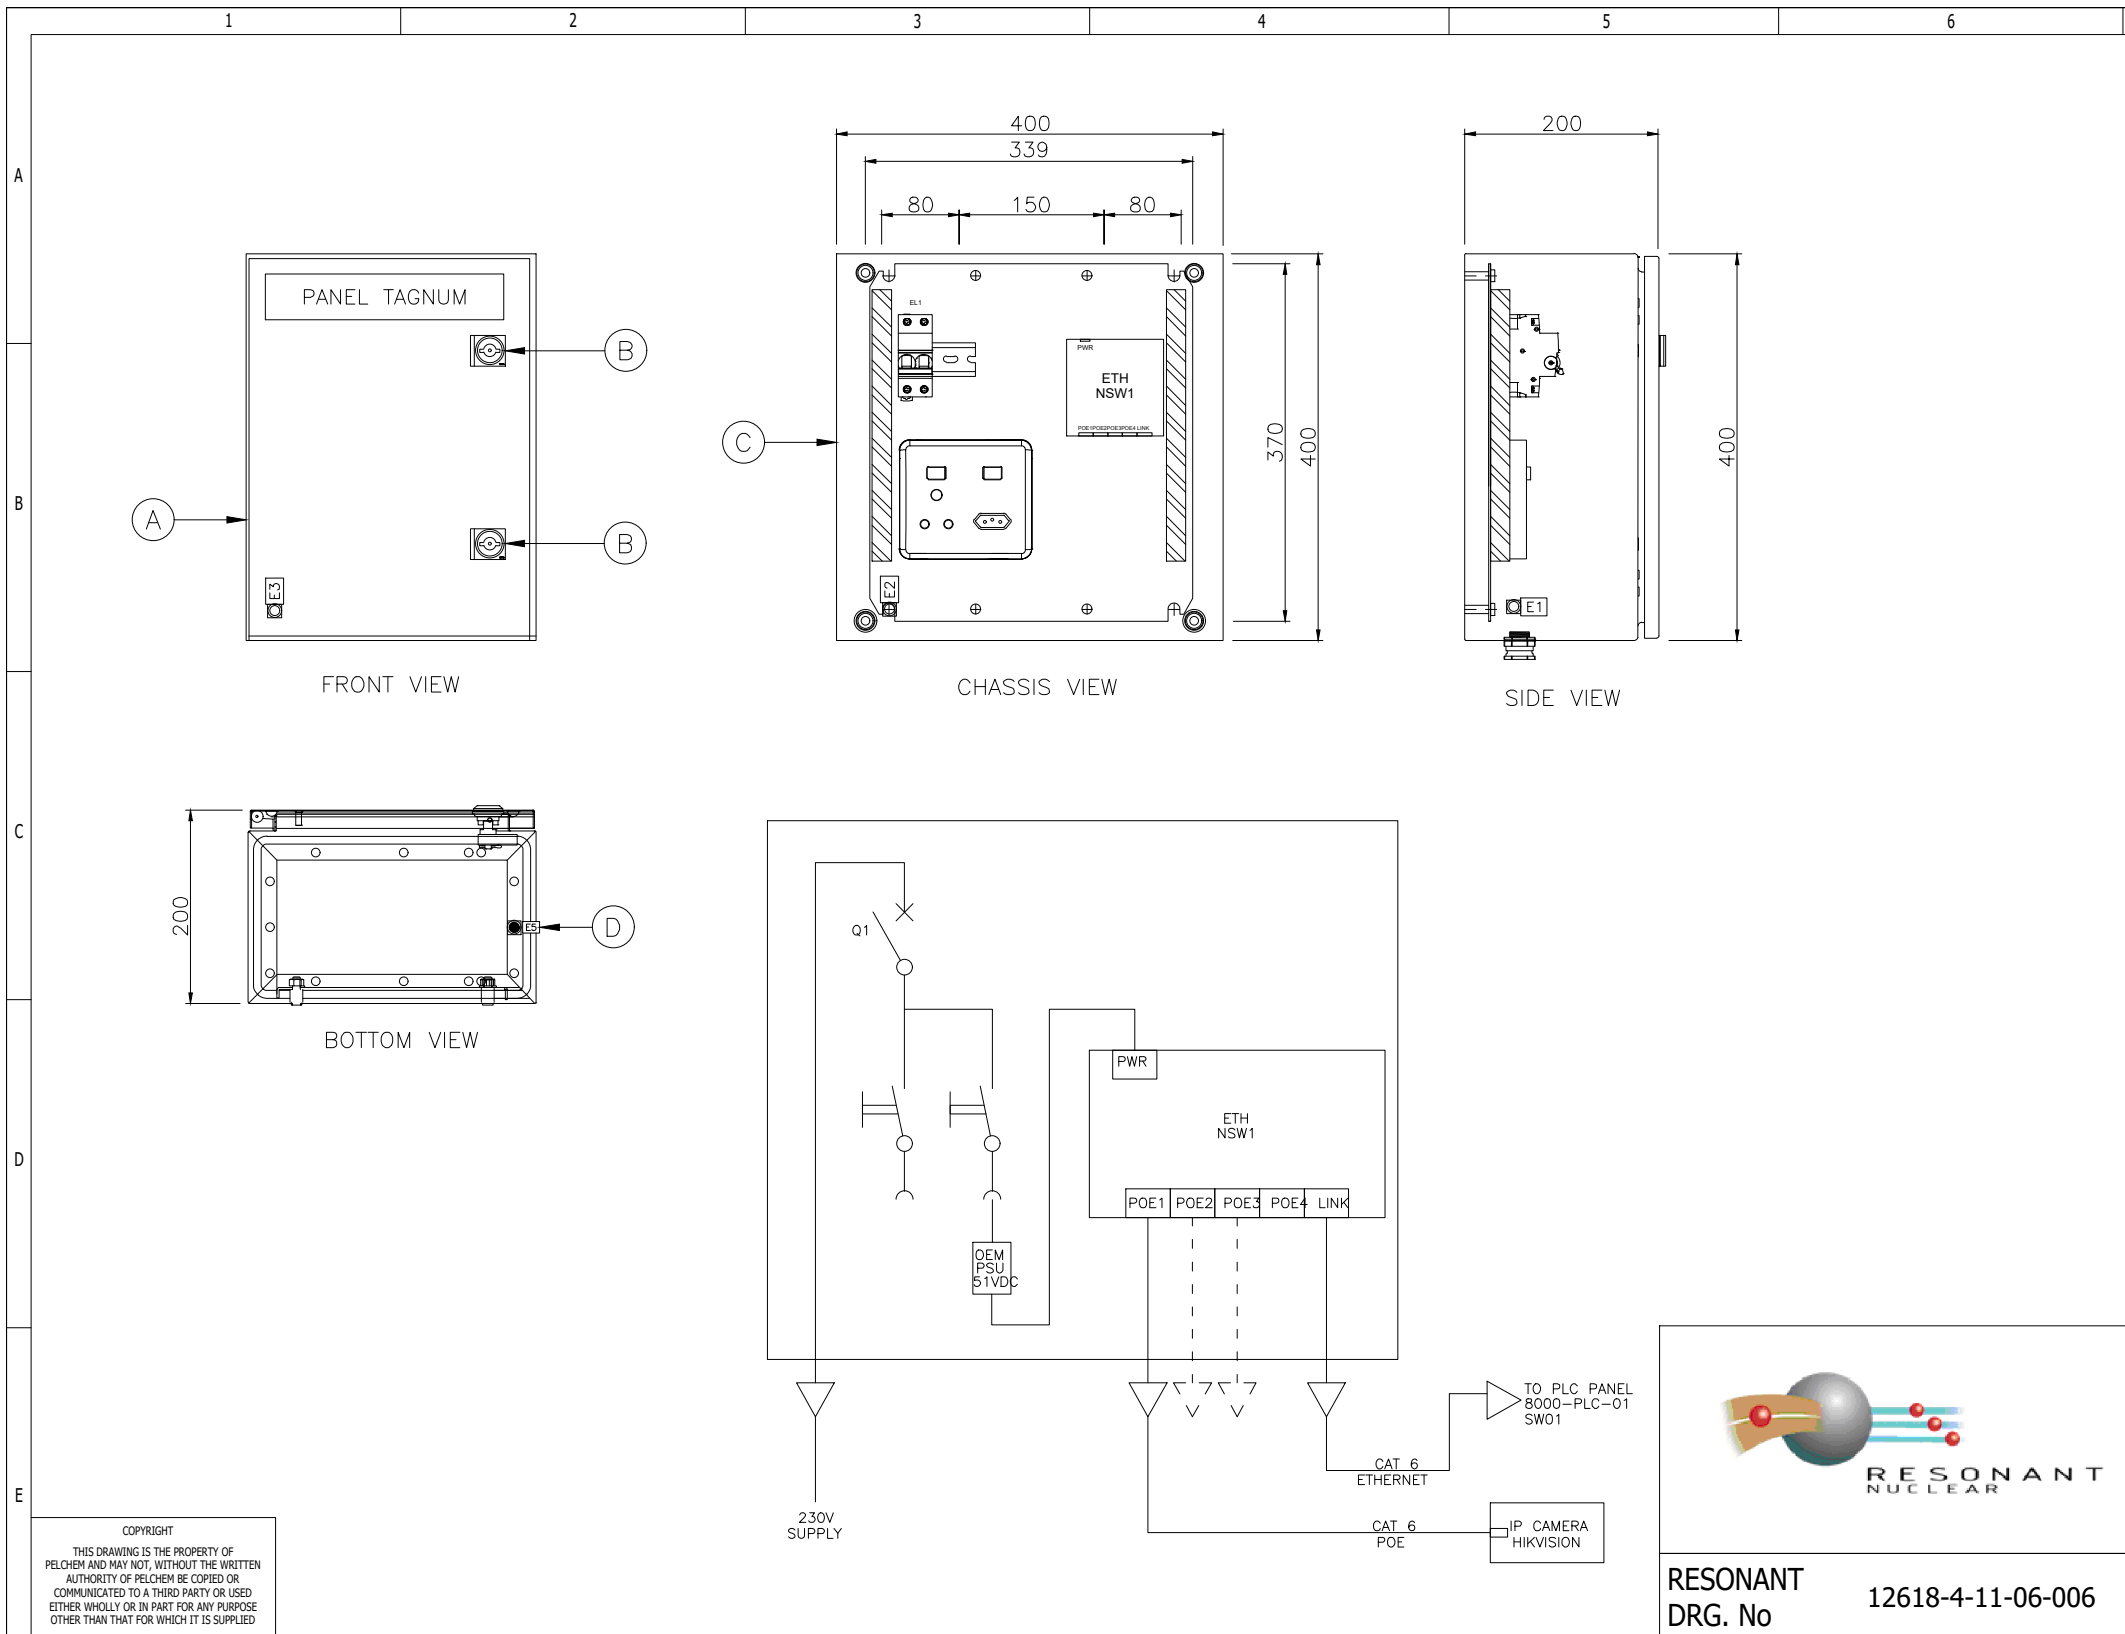 1 2 3 4 5 6
A
B
C
D
E
PANEL TAGNUM
B
B
A
E3
FRONT VIEW
400
339
80 150 80
EL1
PWR
ETH
NSW1
POE1 POE2 POE3 POE4 LINK
C
E2
370
400
CHASSIS VIEW
200
400
E1
SIDE VIEW
200
E5
D
BOTTOM VIEW
Q1
PWR
ETH
NSW1
POE1 POE2 POE3 POE4 LINK
OEM
PSU
51VDC
230V
SUPPLY
TO PLC PANEL
8000-PLC-01
SW01
CAT 6
ETHERNET
CAT 6
POE
IP CAMERA
HIKVISION
COPYRIGHT
THIS DRAWING IS THE PROPERTY OF
PELCHEM AND MAY NOT, WITHOUT THE WRITTEN
AUTHORITY OF PELCHEM BE COPIED OR
COMMUNICATED TO A THIRD PARTY OR USED
EITHER WHOLLY OR IN PART FOR ANY PURPOSE
OTHER THAN THAT FOR WHICH IT IS SUPPLIED
RESONANT
NUCLEAR
RESONANT
DRG. No
12618-4-11-06-006